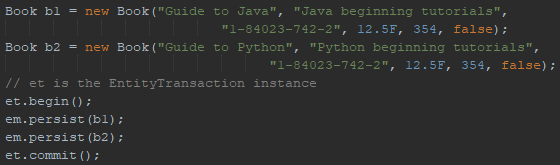 Book b1 = new Book("Guide to Java", "Java beginning tutorials",
"1-84023-742-2", 12.5F, 354, false);
Book b2 = new Book("Guide to Python", "Python beginning tutorials",
"1-84023-742-2", 12.5F, 354, false);
// et is the EntityTransaction instance
et.begin();
em.persist(b1);
em.persist(b2);
et.commit();